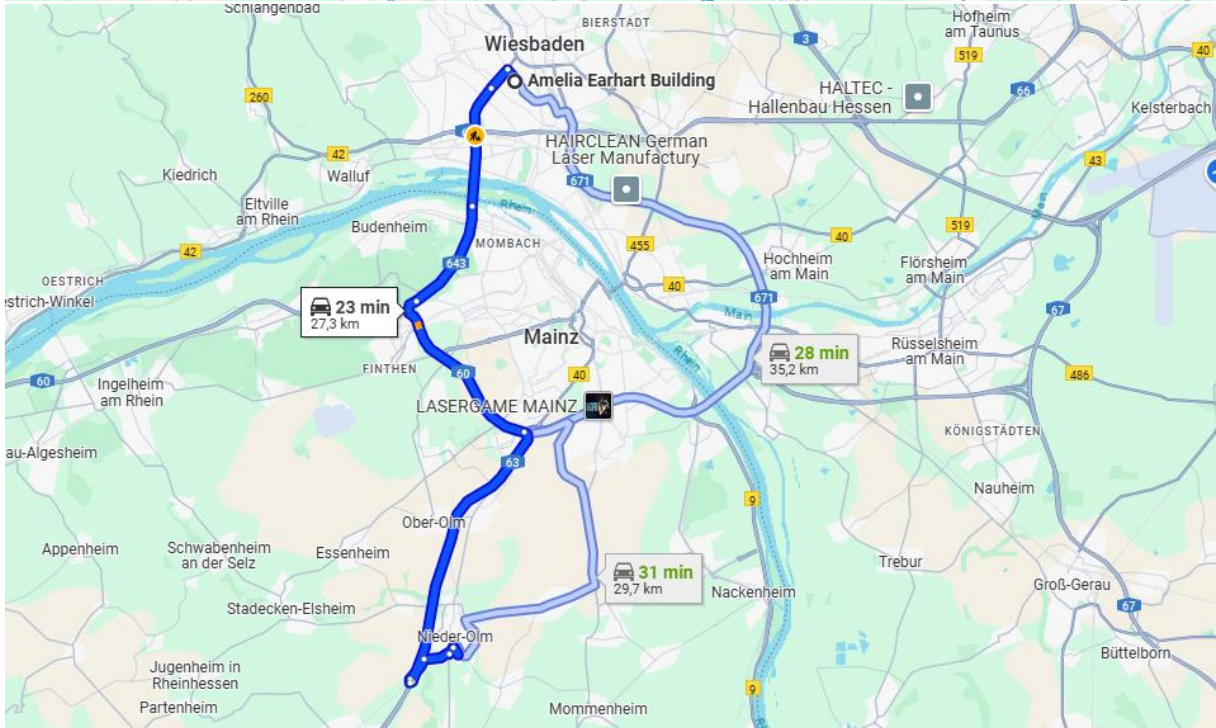 Schlangenbad
BIERSTADT
Hofheim
am Taunus
Wiesbaden
3
519
40
Amelia Earhart Building
HALTEC -
Hallenbau Hessen
66
260
Kelsterbach
HAIRCLEAN German
Laser Manufactory
42
43
Kiedrich
Walluf
671
Eltville
am Rhein
Rhein
Main
Budenheim
MOMBACH
519
42
455
40
Hochheim
am Main
Flörsheim
am Main
643
OESTRICH
40
671
estrich-Winkel
23 min
27,3 km
67
Main
Mainz
Rhein
28 min
35,2 km
Rüsselsheim
am Main
60
Ingelheim
am Rhein
FINTHEN
60
40
486
LASERGAME MAINZ
KÖNIGSTÄDTEN
au-Algesheim
63
Nauheim
9
Ober-Olm
Appenheim
Schwabenheim
an der Selz
Essenheim
Trebur
31 min
29,7 km
Nackenheim
Groß-Gerau
Stadecken-Elsheim
67
Nieder-Olm
Büttelborn
Jugenheim in
Rheinhessen
9
Partenheim
Mommenheim